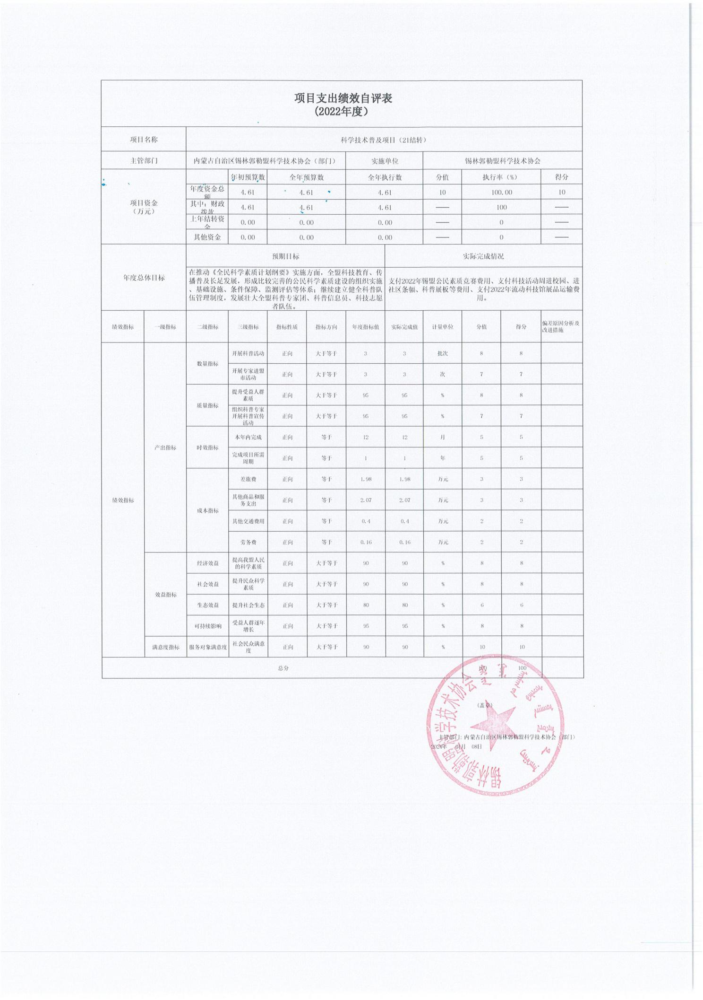 项目支出绩效自评表
(2022年度)
项目名称 科学技术普及项目（21结转）
主管部门 内蒙古自治区锡林郭勒盟科学技术协会（部门） 实施单位 锡林郭勒盟科学技术协会
项目资金
（万元）
年初预算数 全年预算数 全年执行数 分值 执行率（%） 得分
年度资金总额 4.61 4.61 4.61 10 100.00 10
其中：财政拨款 4.61 4.61 4.61 —— 100 ——
上年结转资金 0.00 0.00 0.00 —— 0 ——
其他资金 0.00 0.00 0.00 —— 0 ——
年度总体目标
预期目标 实际完成情况
在推动《全民科学素质计划纲要》实施方面，全盟科技教育、传
播普及长足发展，形成比较完善的公民科学素质建设的组织实施
、基础设施、条件保障、监测评估等体系；继续建立健全科普队
伍管理制度，发展壮大全盟科普专家团、科普信息员、科技志愿
者队伍。
支付2022年锡盟公民素质竞赛费用、支付科技活动周进校园、进
社区条幅、科普展板等费用、支付2022年流动科技馆展品运输费
用。
绩效指标 一级指标 二级指标 三级指标 指标性质 指标方向 年度指标值 实际完成值 计量单位 分值 得分 偏差原因分析及改进措施
绩效指标
产出指标
数量指标
开展科普活动 正向 大于等于 3 3 批次 8 8
开展专家进盟市活动 正向 大于等于 3 3 次 7 7
质量指标
提升受益人群素质 正向 大于等于 95 95 % 8 8
组织科普专家开展科普宣传活动 正向 大于等于 95 95 % 7 7
时效指标
本年内完成 正向 等于 12 12 月 5 5
完成项目所需周期 正向 等于 1 1 年 5 5
成本指标
差旅费 正向 等于 1.98 1.98 万元 3 3
其他商品和服务支出 正向 等于 2.07 2.07 万元 3 3
其他交通费用 正向 等于 0.4 0.4 万元 2 2
劳务费 正向 等于 0.16 0.16 万元 2 2
效益指标
经济效益 提高我盟人民的科学素质 正向 大于等于 90 90 % 8 8
社会效益 提升民众科学素质 正向 大于等于 90 90 % 8 8
生态效益 提升社会生态 正向 大于等于 80 80 % 6 6
可持续影响 受益人群逐年增长 正向 大于等于 95 95 % 8 8
满意度指标 服务对象满意度 社会民众满意度 正向 大于等于 90 90 % 10 10
总分 100 100
（盖章）
主管部门: 内蒙古自治区锡林郭勒盟科学技术协会（部门）
2024年 01月 08日
锡林郭勒盟科学技术协会